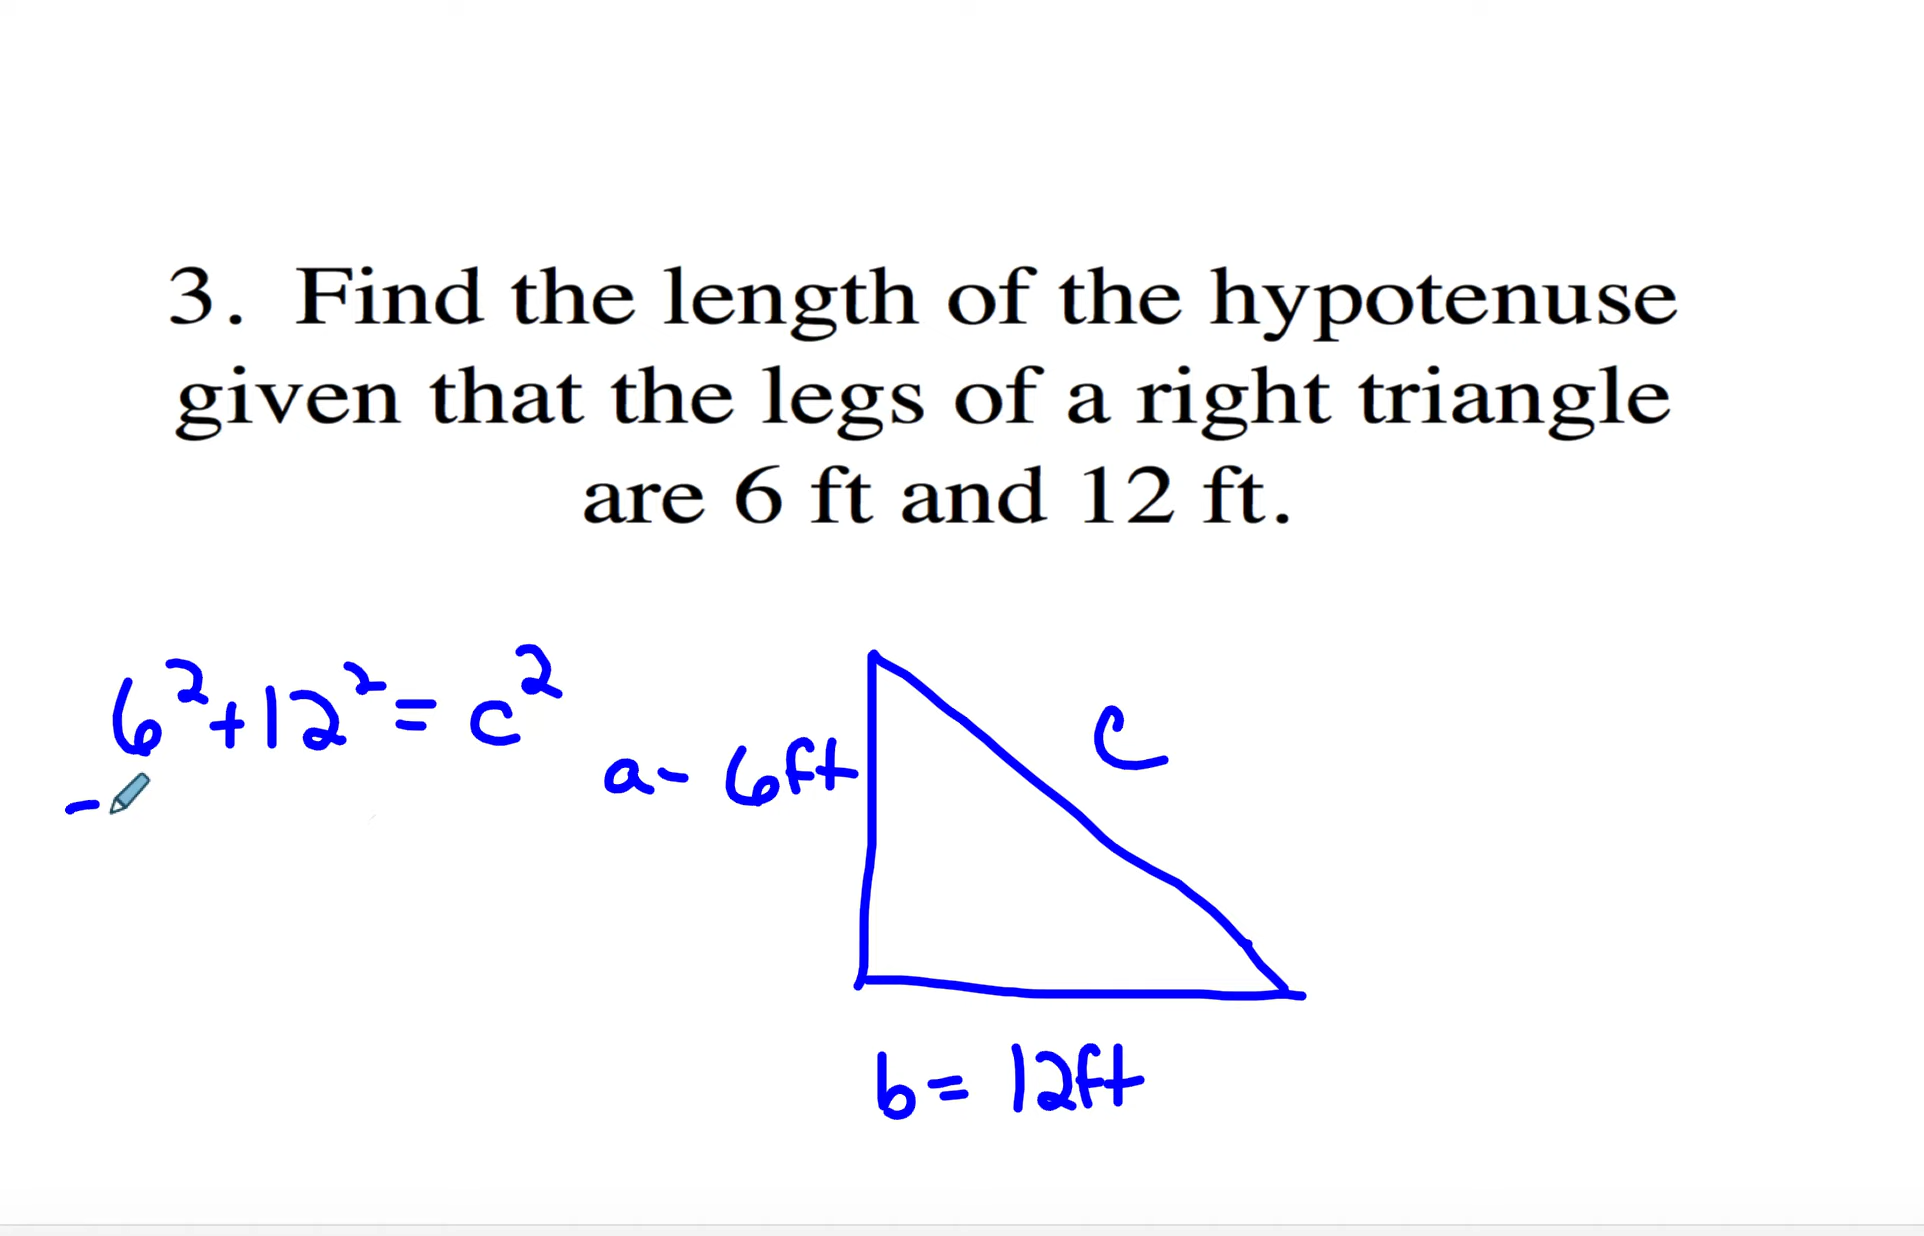 3. Find the length of the hypotenuse
given that the legs of a right triangle
are 6 ft and 12 ft.
6²+12²= c²
a- 6ft
c
b= 12ft